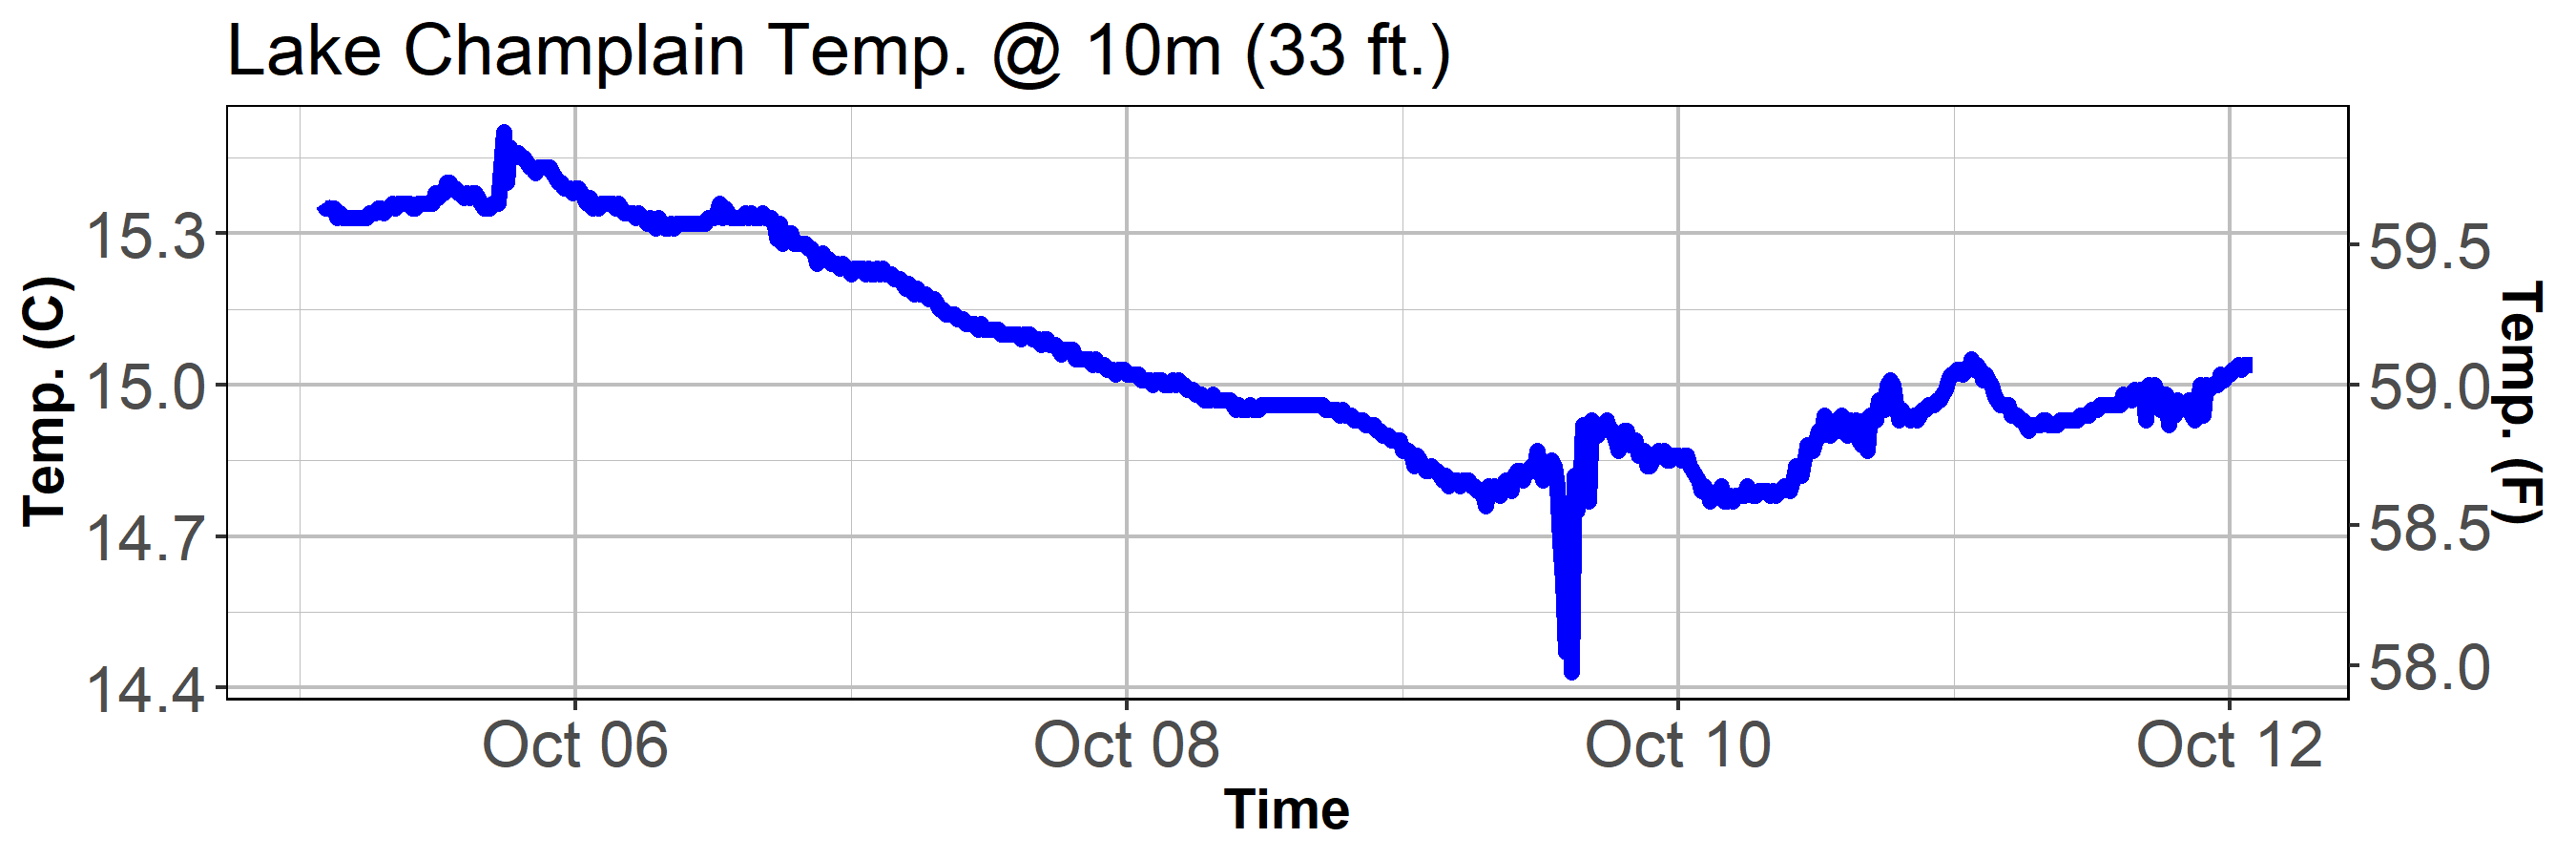 Lake Champlain Temp. @ 10m (33 ft.)
Temp. (C)
15.3
15.0
14.7
14.4
59.5
59.0
58.5
58.0
Temp. (F)
Oct 06
Oct 08
Oct 10
Oct 12
Time